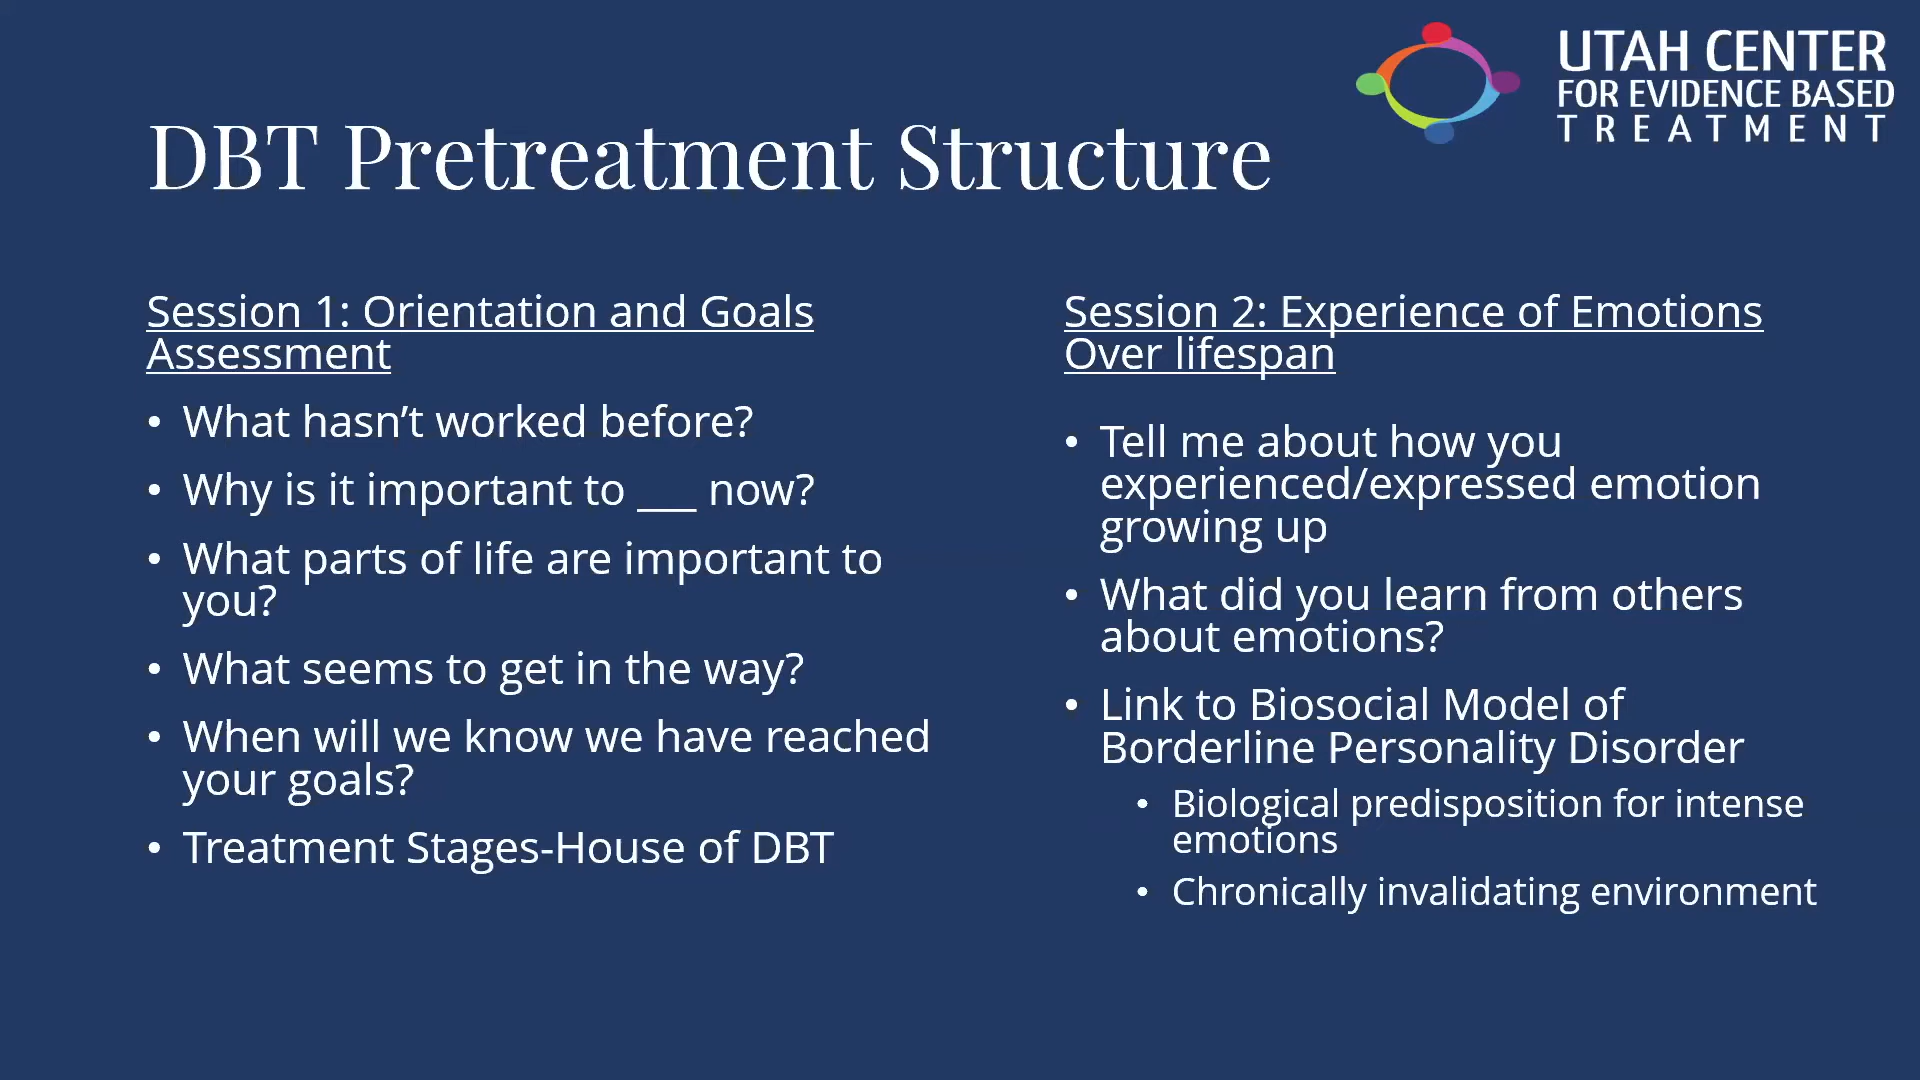 UTAH CENTER
FOR EVIDENCE BASED
TREATMENT
DBT Pretreatment Structure
Session 1: Orientation and Goals
Assessment
• What hasn’t worked before?
• Why is it important to ___ now?
• What parts of life are important to
you?
• What seems to get in the way?
• When will we know we have reached
your goals?
• Treatment Stages-House of DBT
Session 2: Experience of Emotions
Over lifespan
• Tell me about how you
experienced/expressed emotion
growing up
• What did you learn from others
about emotions?
• Link to Biosocial Model of
Borderline Personality Disorder
• Biological predisposition for intense
emotions
• Chronically invalidating environment